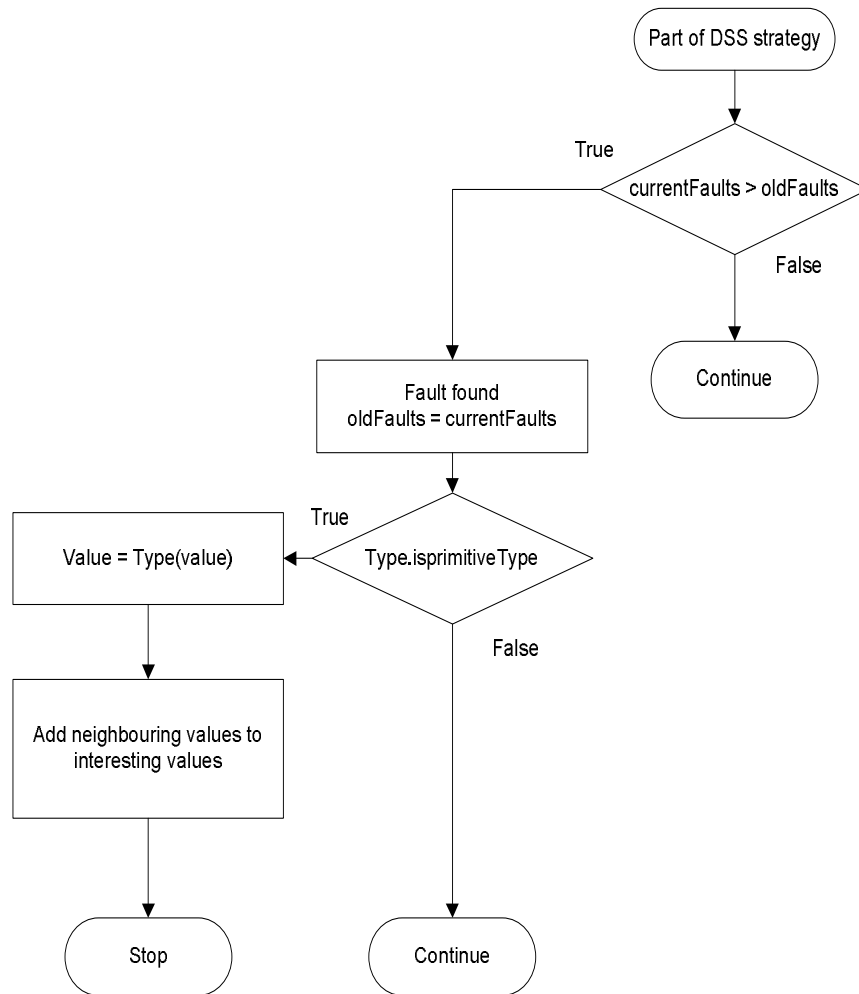 Part of DSS strategy
True
currentFaults > oldFaults
False
Continue
Fault found
oldFaults = currentFaults
True
Value = Type(value)
Type.isprimitiveType
False
Add neighbouring values to
interesting values
Stop
Continue